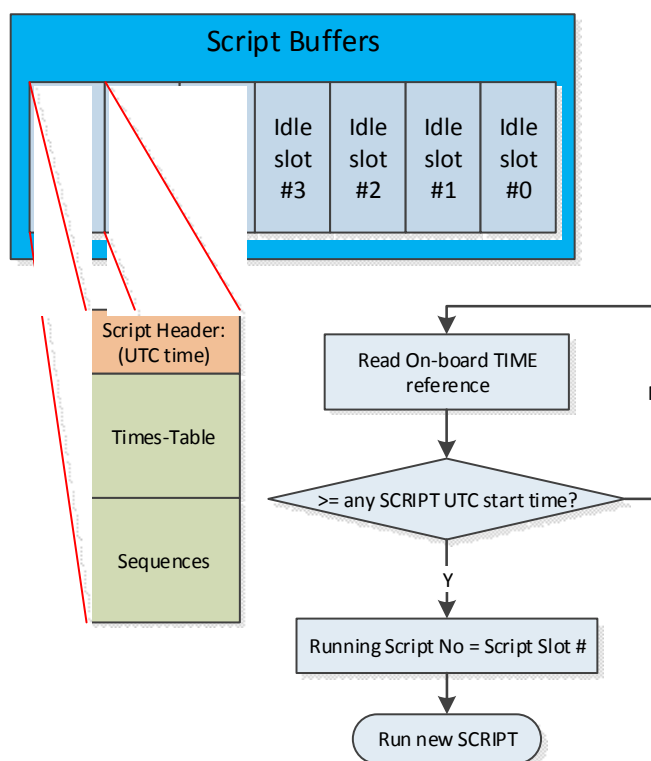 Script Buffers
Idle
slot
#3
Idle
slot
#2
Idle
slot
#1
Idle
slot
#0
Script Header:
(UTC time)
Times-Table
Sequences
Read On-board TIME
reference
>= any SCRIPT UTC start time?
Y
Running Script No = Script Slot #
Run new SCRIPT